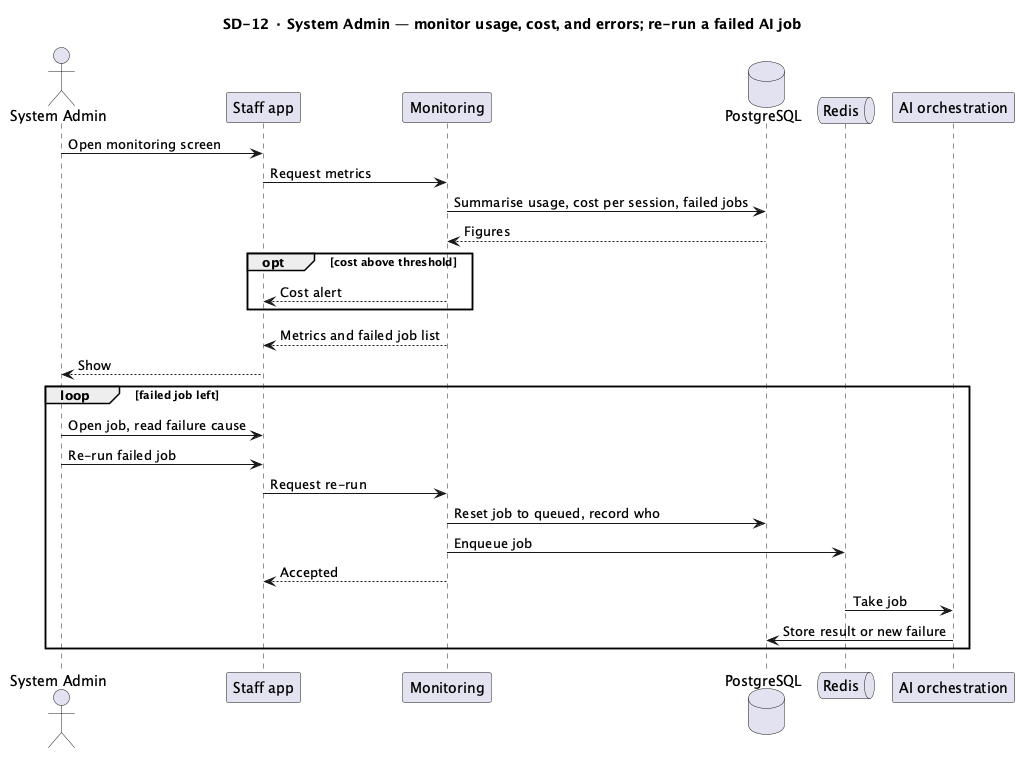 SD-12 · System Admin — monitor usage, cost, and errors; re-run a failed AI job
System Admin
Staff app
Monitoring
PostgreSQL
Redis
AI orchestration
Open monitoring screen
Request metrics
Summarise usage, cost per session, failed jobs
Figures
opt
[cost above threshold]
Cost alert
Metrics and failed job list
Show
loop
[failed job left]
Open job, read failure cause
Re-run failed job
Request re-run
Reset job to queued, record who
Enqueue job
Accepted
Take job
Store result or new failure
System Admin
Staff app
Monitoring
PostgreSQL
Redis
AI orchestration